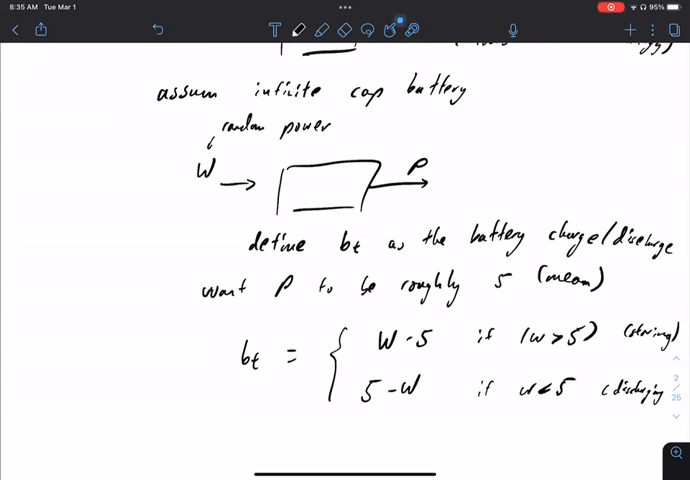 8:35 AM Tue Mar 1
95%
assum infinite cap battery
random power
W
P
define bt as the battery charge/discharge
want P to be roughly 5 (mean)
bt = { W - 5 if (w > 5) (storing)
5 - W if w < 5 (discharging
2
/
25